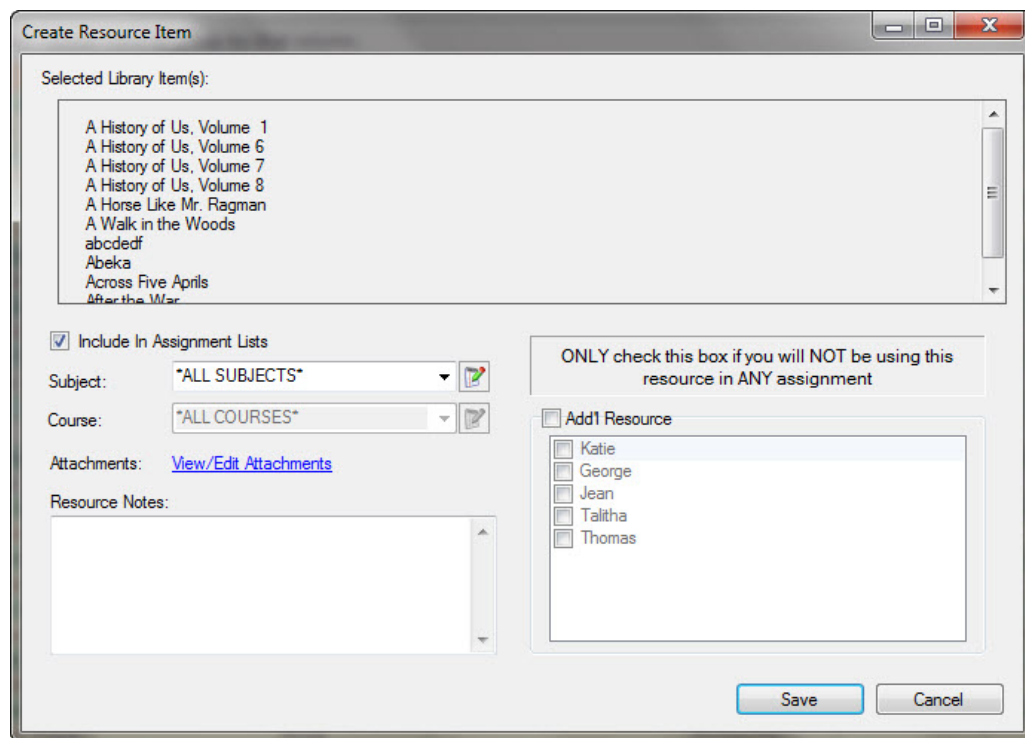 Create Resource Item
Selected Library Item(s):
A History of Us, Volume 1
A History of Us, Volume 6
A History of Us, Volume 7
A History of Us, Volume 8
A Horse Like Mr. Ragman
A Walk in the Woods
abcdedf
Abeka
Across Five Aprils
After the War
Include In Assignment Lists
Subject:
*ALL SUBJECTS*
Course:
*ALL COURSES*
Attachments:
View/Edit Attachments
Resource Notes:
ONLY check this box if you will NOT be using this
resource in ANY assignment
Add'l Resource
Katie
George
Jean
Talitha
Thomas
Save
Cancel